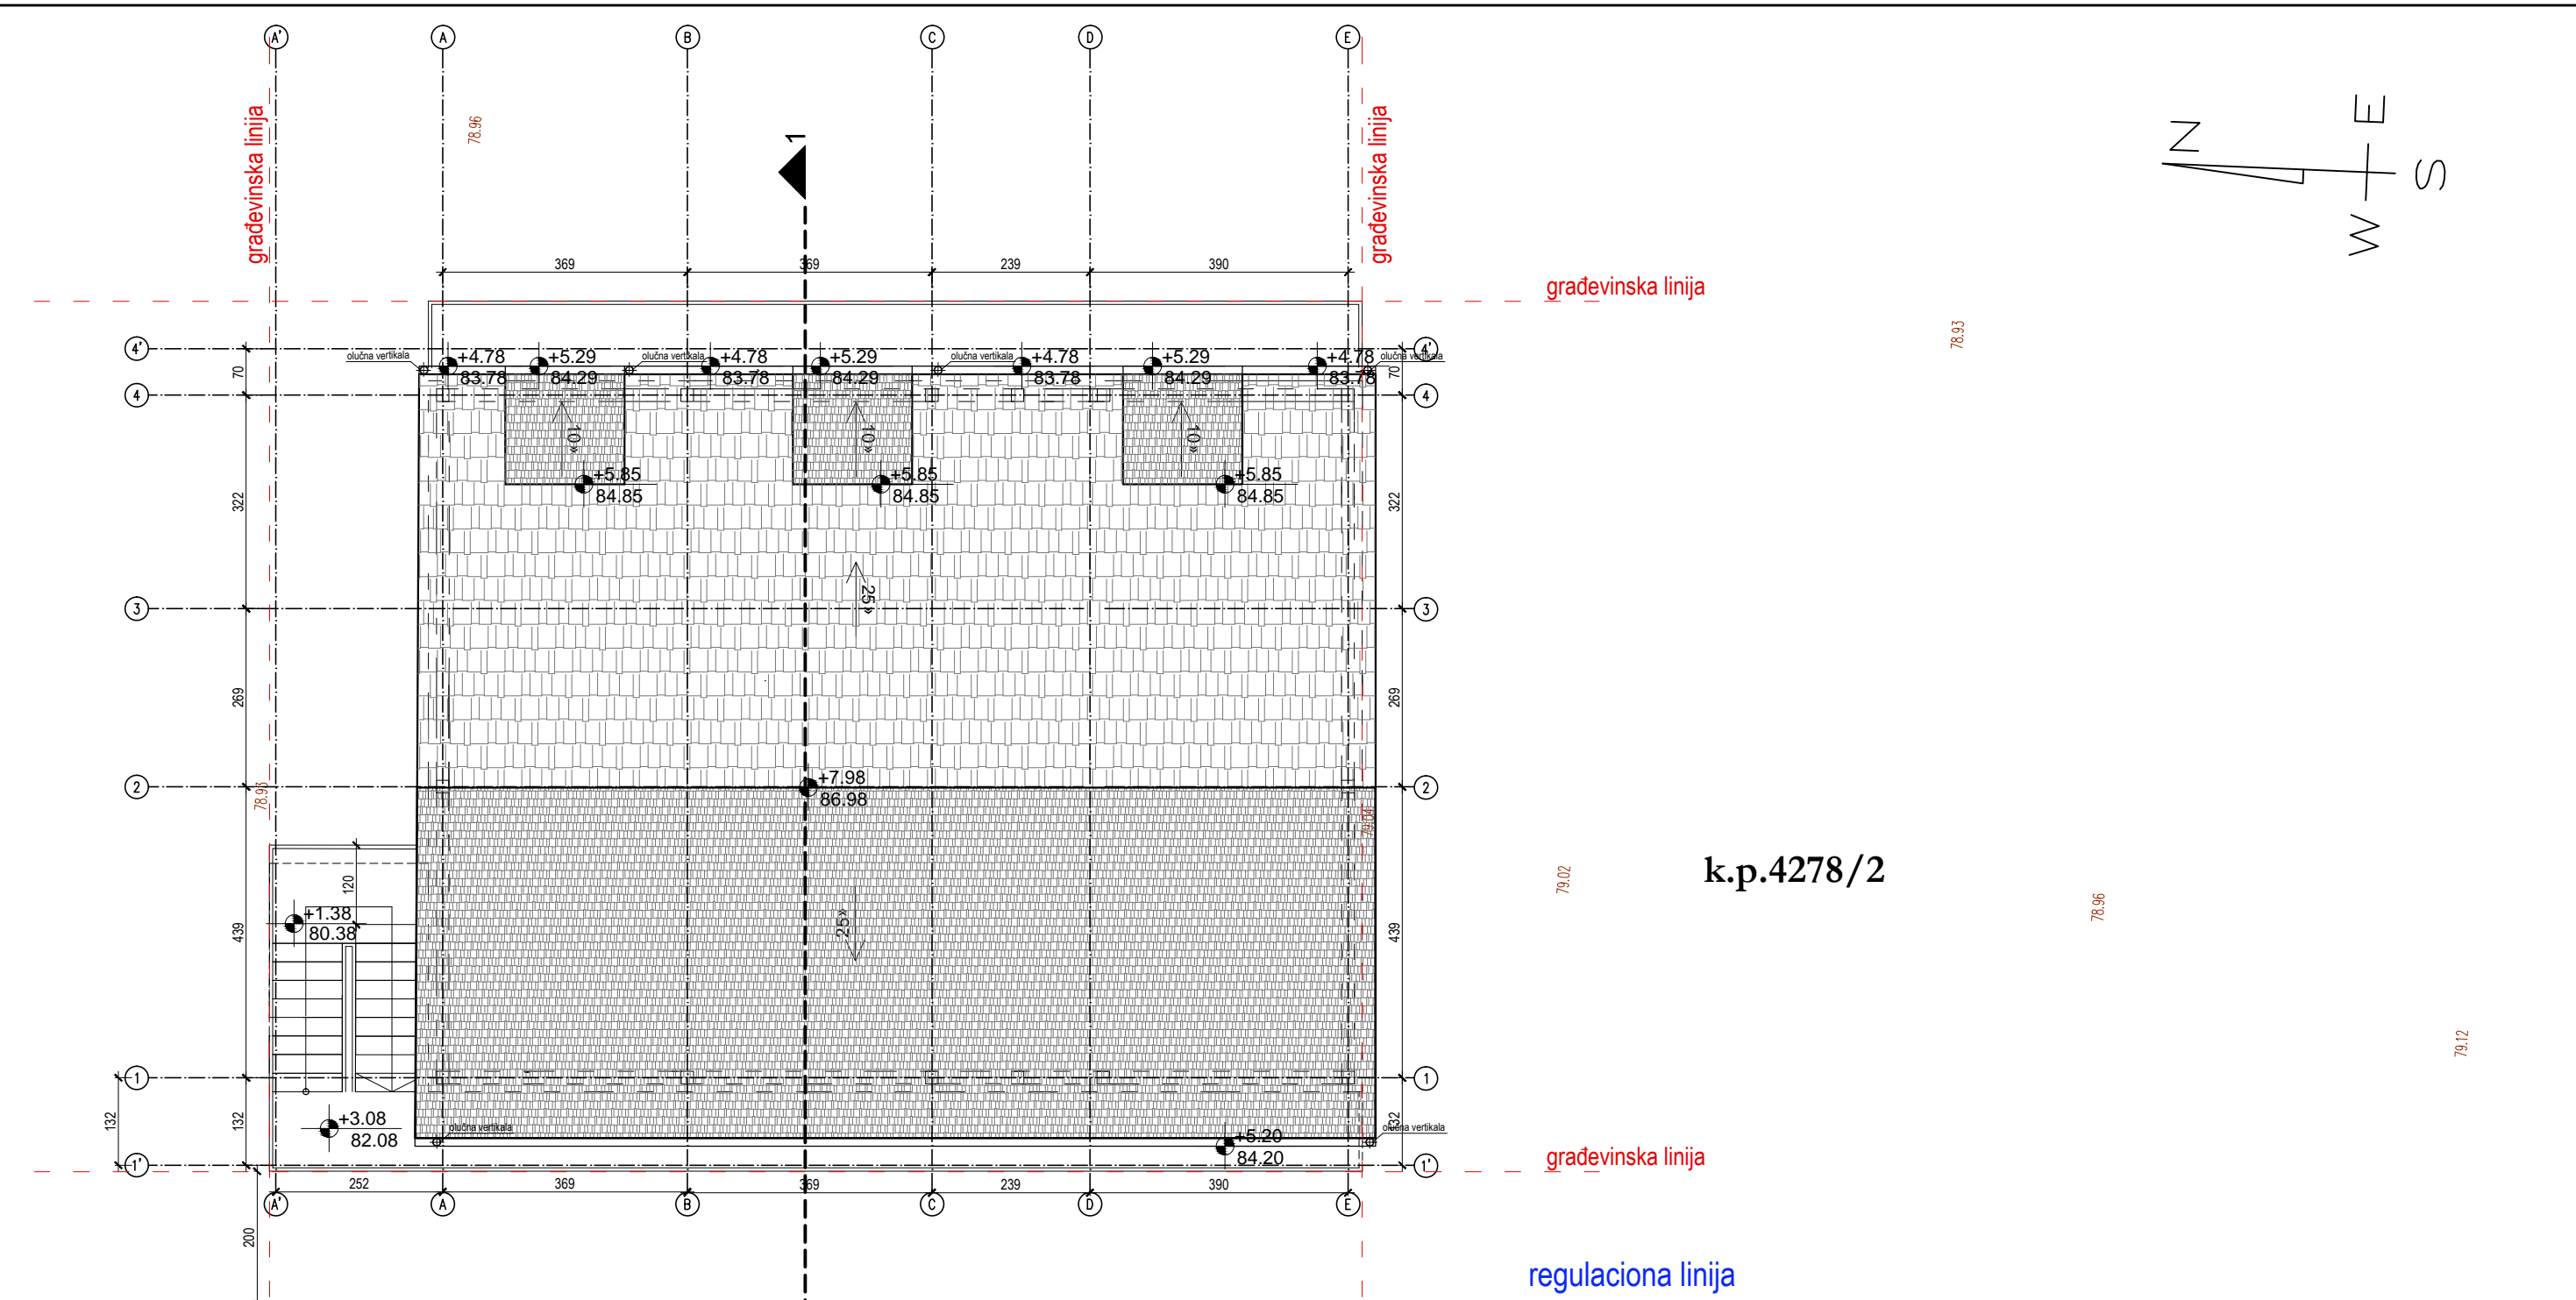 A' A B C D E
građevinska linija
78.96
1
građevinska linija
N
E
W
S
369 369 239 390
građevinska linija
78.93
4' 4'
70 70
olučna vertikala olučna vertikala olučna vertikala olučna vertikala
+4.78 +5.29 +4.78 +5.29 +4.78 +5.29 +4.78
83.78 84.29 83.78 84.29 83.78 84.29 83.78
4 4
10° 10° 10°
+5.85 +5.85 +5.85
84.85 84.85 84.85
322 322
25°
3 3
269 269
+7.98
86.98
2 2
78.93
79.04
k.p.4278/2
79.02
78.96
120
+1.38
80.38
439 439
25°
79.12
1 1
132 132 132
+3.08
82.08
olučna vertikala olučna vertikala
+5.20
84.20
građevinska linija
1' 1'
252 369 369 239 390
A' A B C D E
200
regulaciona linija